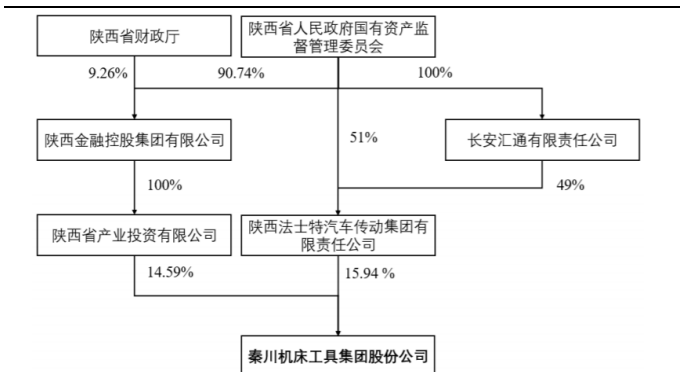 陕西省财政厅
陕西省人民政府国有资产监
督管理委员会
9.26%
90.74%
100%
陕西金融控股集团有限公司
51%
长安汇通有限责任公司
100%
49%
陕西省产业投资有限公司
陕西法士特汽车传动集团有
限责任公司
14.59%
15.94 %
秦川机床工具集团股份公司